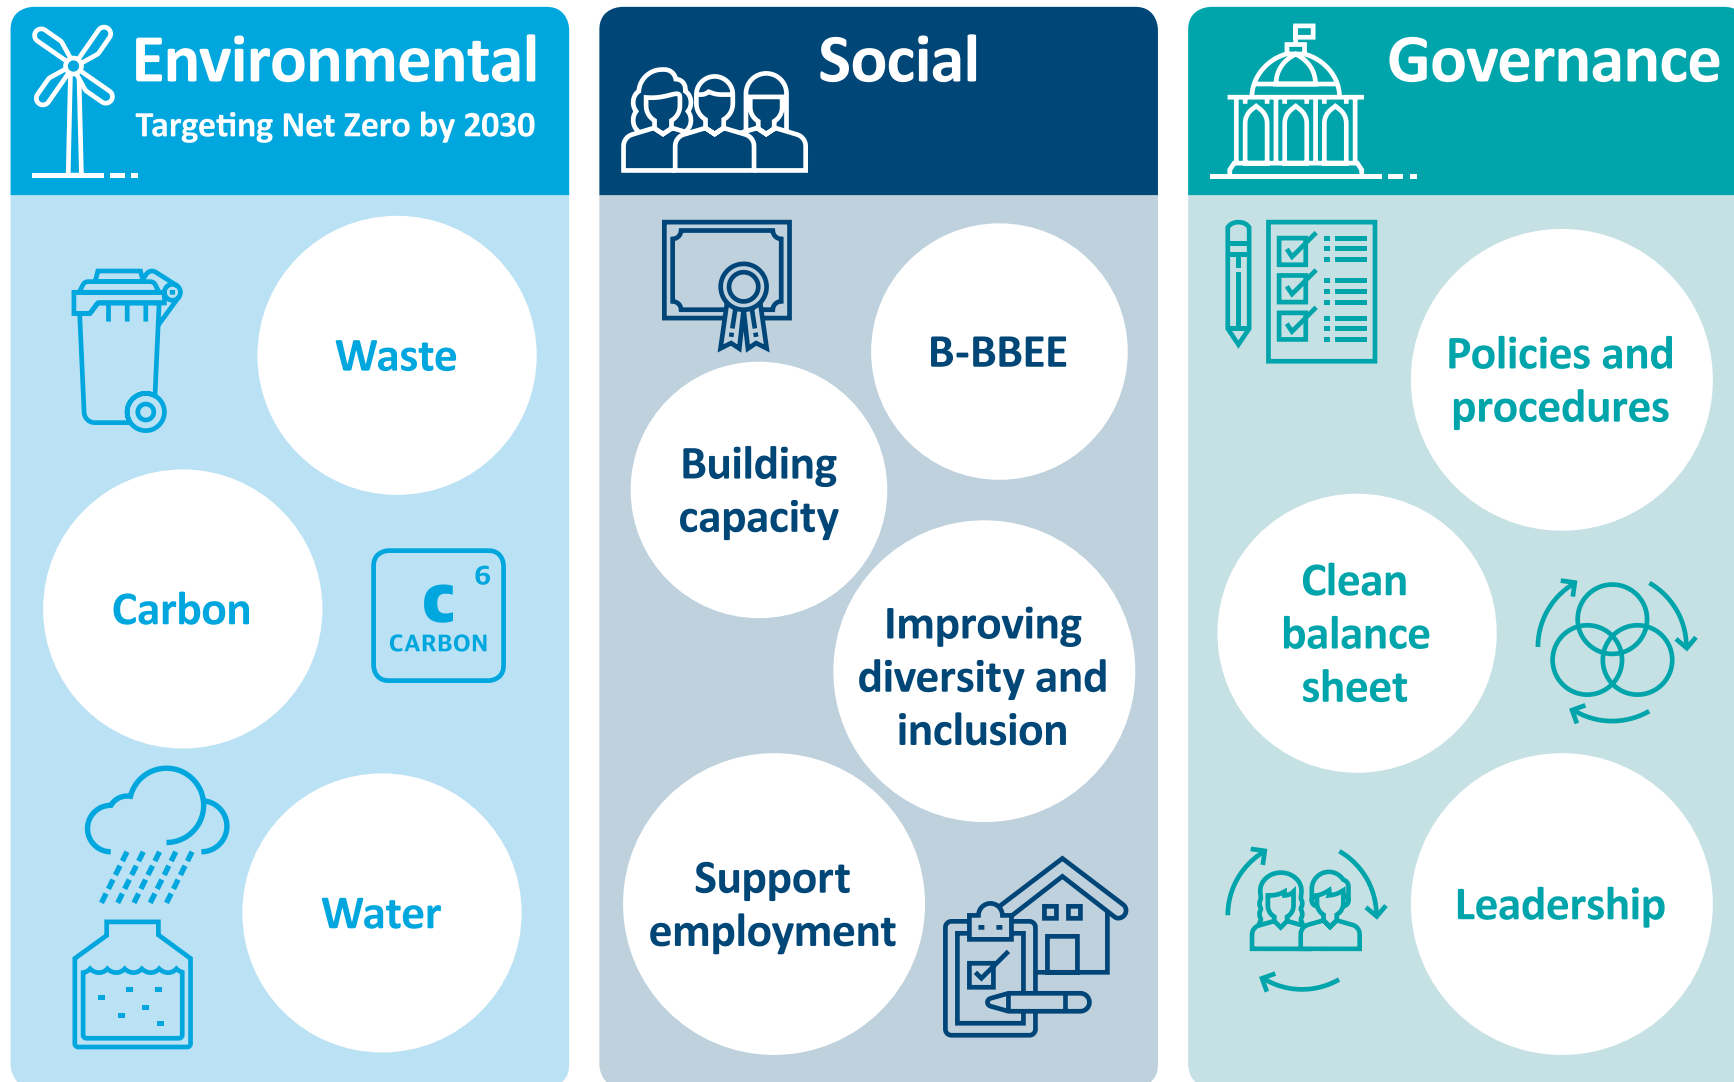 Environmental
Targeting Net Zero by 2030
Waste
Carbon
6
C
CARBON
Water
Social
B-BBEE
Building
capacity
Improving
diversity and
inclusion
Support
employment
Governance
Policies and
procedures
Clean
balance
sheet
Leadership